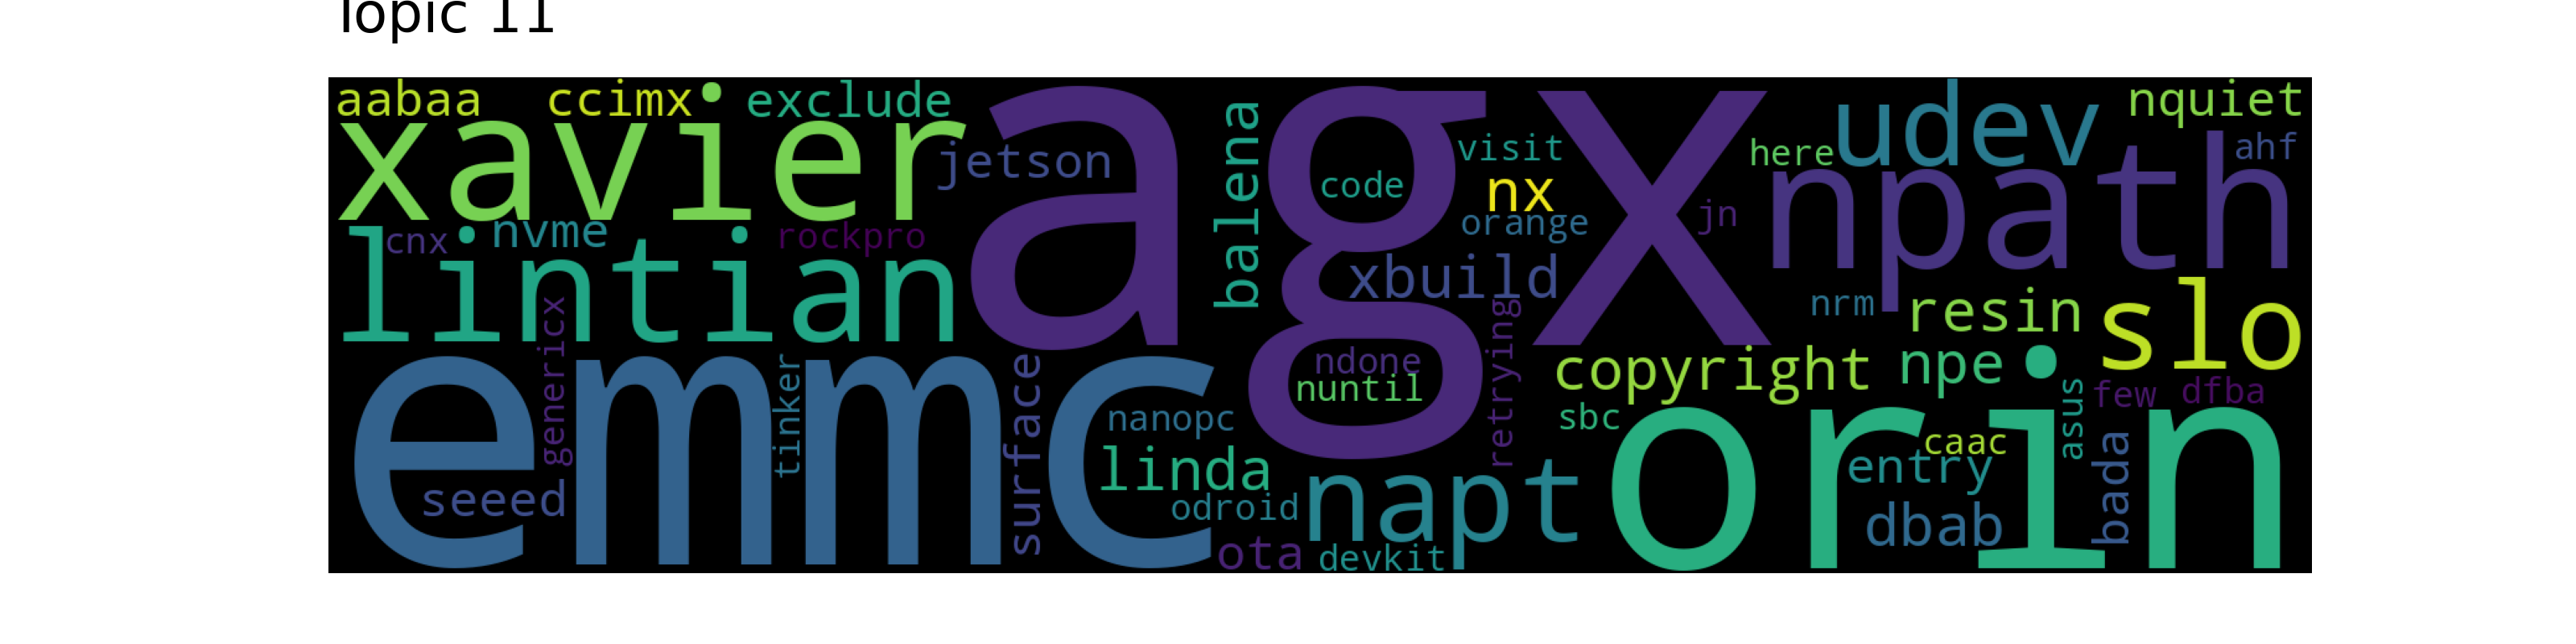 Topic 11
aabaa ccimx exclude nquiet
xavier agx udev
jetson balena code visit nx here ahf
orange jn npath
cnx nvme rockpro
lintian xbuild nrm resin slo
genericx retrying
emmc tinker surface ndone copyright npe
nuntil asus few dfba
nanopc sbc orin
linda caac bada
seeed odroid napt entry
dbab
ota devkit